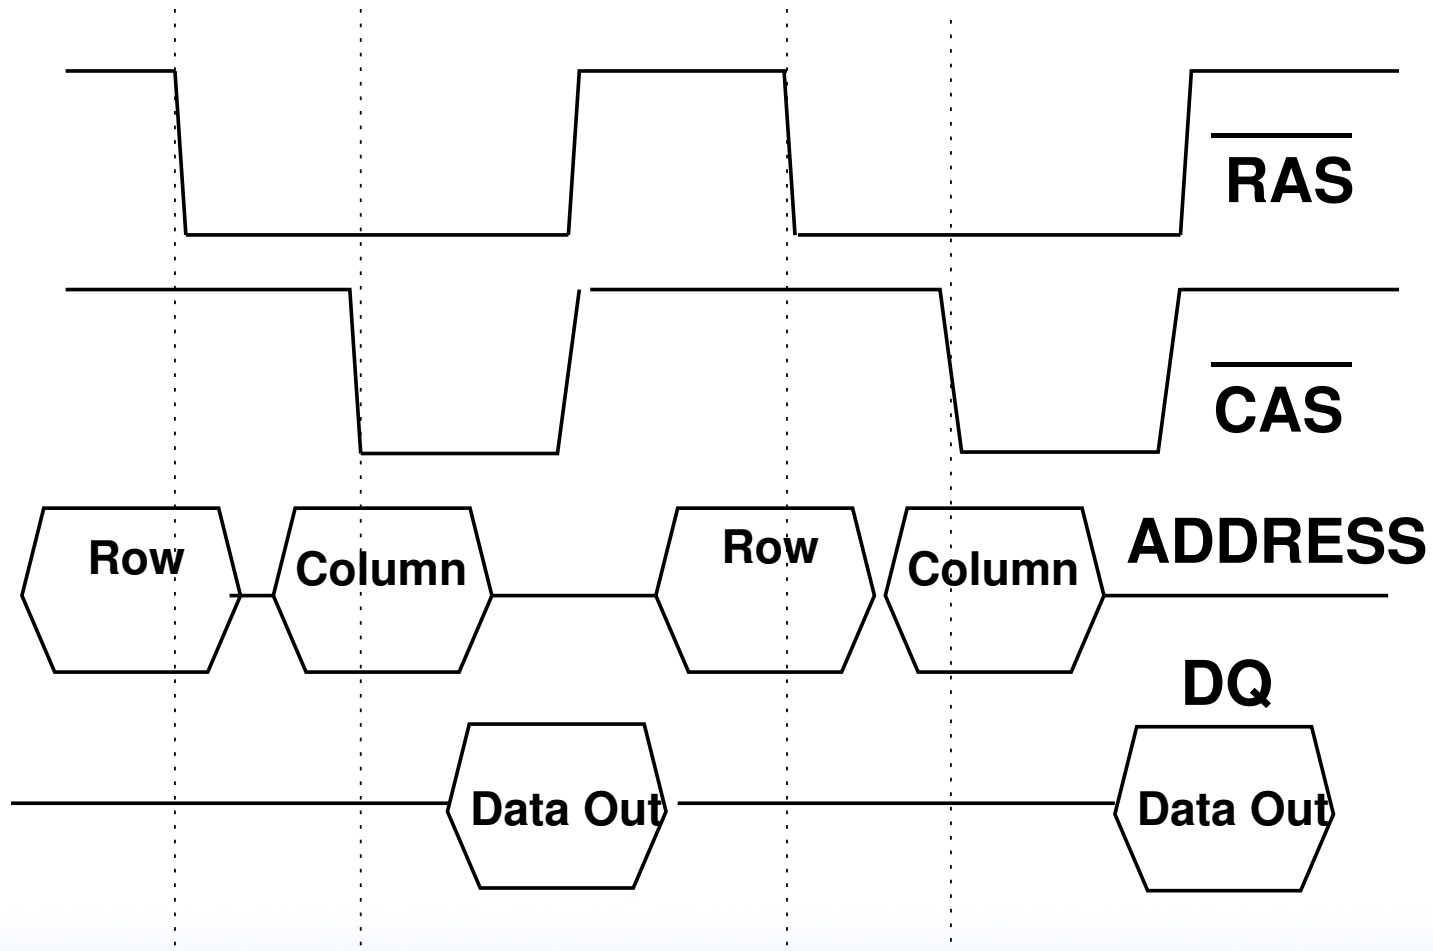 RAS
CAS
ADDRESS
Row
Column
Row
Column
DQ
Data Out
Data Out